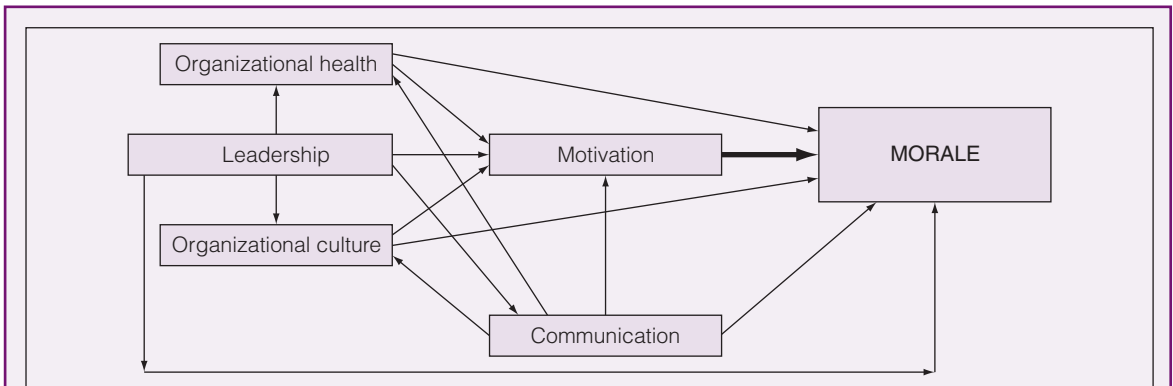 Organizational health
Leadership
Motivation
MORALE
Organizational culture
Communication